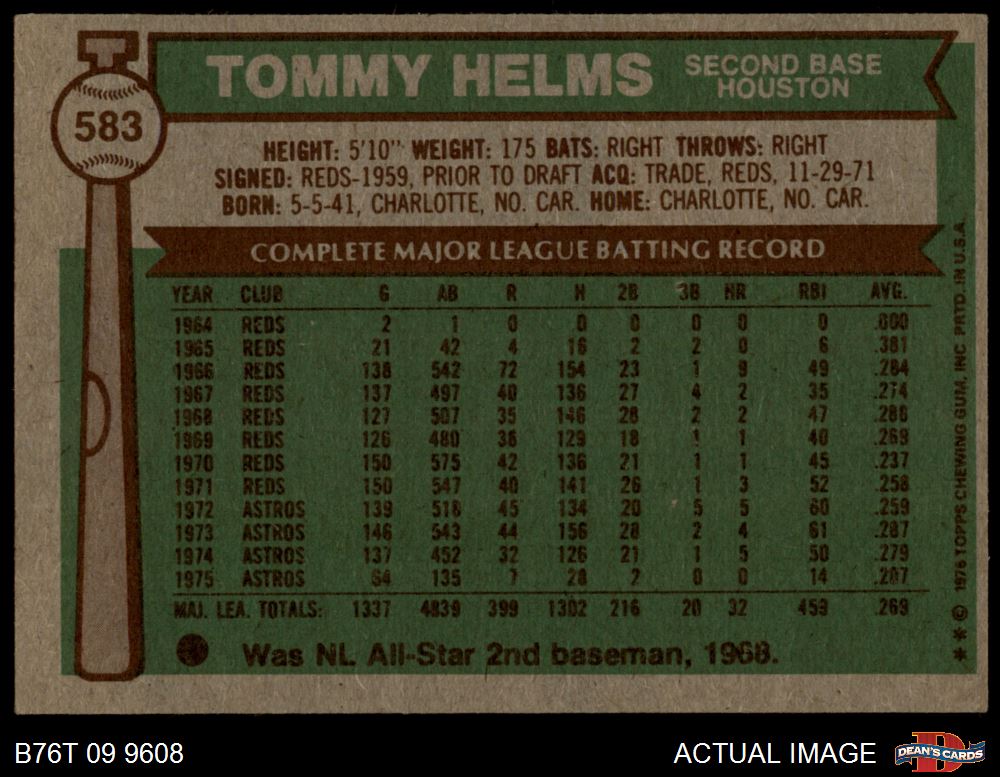 TOMMY HELMS
SECOND BASE
HOUSTON
583
HEIGHT: 5'10" WEIGHT: 175 BATS: RIGHT THROWS: RIGHT
SIGNED: REDS-1959, PRIOR TO DRAFT ACQ: TRADE, REDS, 11-29-71
BORN: 5-5-41, CHARLOTTE, NO. CAR. HOME: CHARLOTTE, NO. CAR.
COMPLETE MAJOR LEAGUE BATTING RECORD
YEAR CLUB G AB R H 2B 3B HR RBI AVG.
1964 REDS 2 1 0 0 0 0 0 0 .000
1965 REDS 21 42 4 16 2 2 0 6 .381
1966 REDS 138 542 72 154 23 1 9 49 .284
1967 REDS 137 497 40 136 27 4 2 35 .274
1968 REDS 127 507 35 146 28 2 2 47 .288
1969 REDS 126 480 38 129 18 1 1 40 .269
1970 REDS 150 575 42 136 21 1 1 45 .237
1971 REDS 150 547 40 141 26 1 3 52 .258
1972 ASTROS 139 518 45 134 20 5 5 60 .259
1973 ASTROS 146 543 44 156 28 2 4 61 .287
1974 ASTROS 137 452 32 126 21 1 5 50 .279
1975 ASTROS 64 135 7 28 2 0 0 14 .207
MAJ. LEA. TOTALS: 1337 4839 399 1302 216 20 32 459 .269
Was NL All-Star 2nd baseman, 1968.
* * © 1976 TOPPS CHEWING GUM, INC PRTD. IN U.S.A.
B76T 09 9608
ACTUAL IMAGE
DEAN'S CARDS